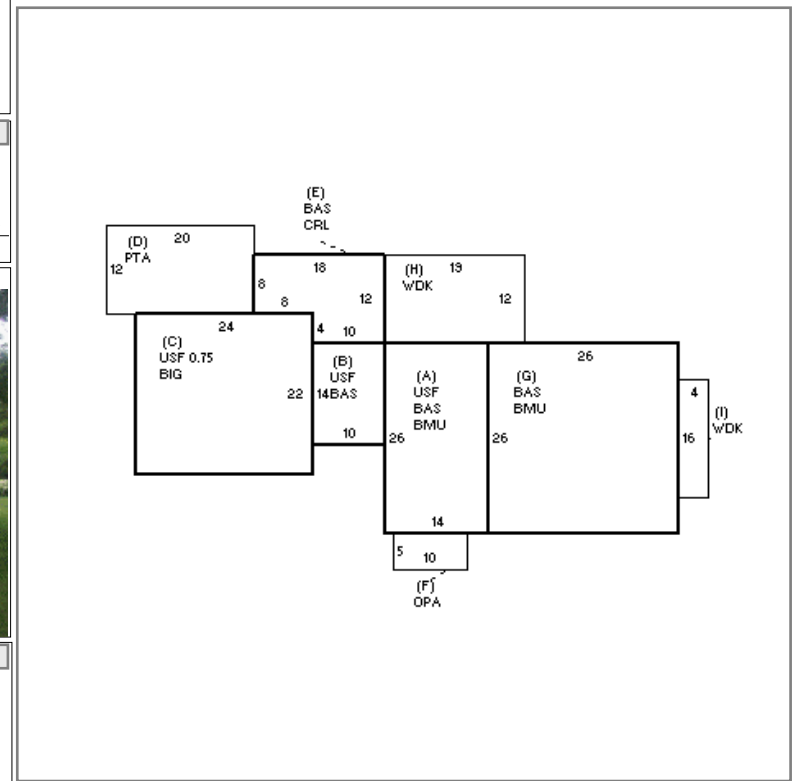 (E)
BAS
CRL
(D)
PTA
20
12
18
8
8
12
(H)
WDK
19
12
24
4
10
(C)
USF 0.75
BIG
22
(B)
USF
14BAS
10
(A)
USF
BAS
BMU
26
14
26
(G)
BAS
BMU
26
4
16
(I)
WDK
5
10
(F)
OPA